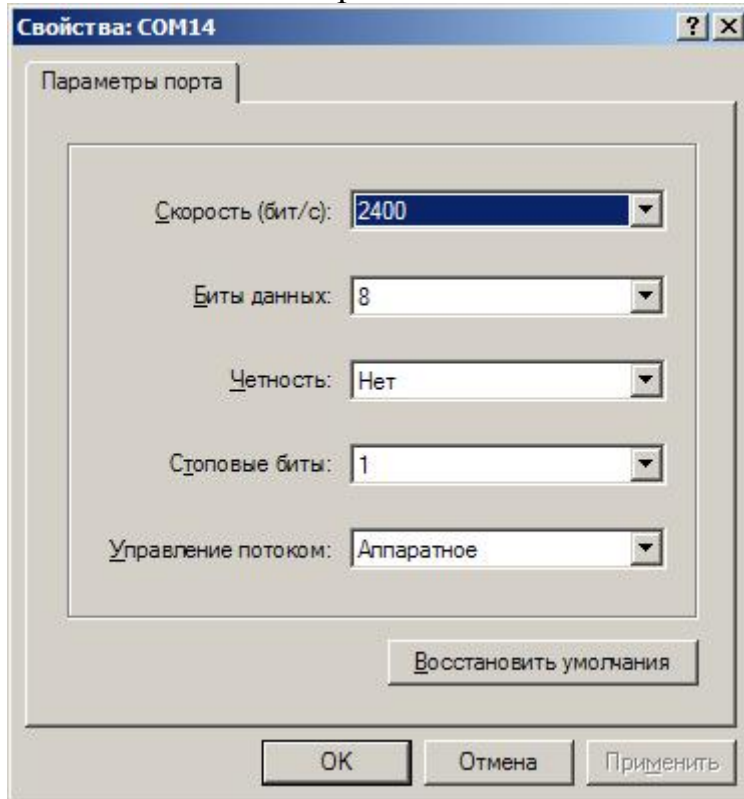 Свойства: COM14
Параметры порта
Скорость (бит/с): 2400
Биты данных: 8
Четность: Нет
Стоповые биты: 1
Управление потоком: Аппаратное
Восстановить умолчания
OK Отмена Применить